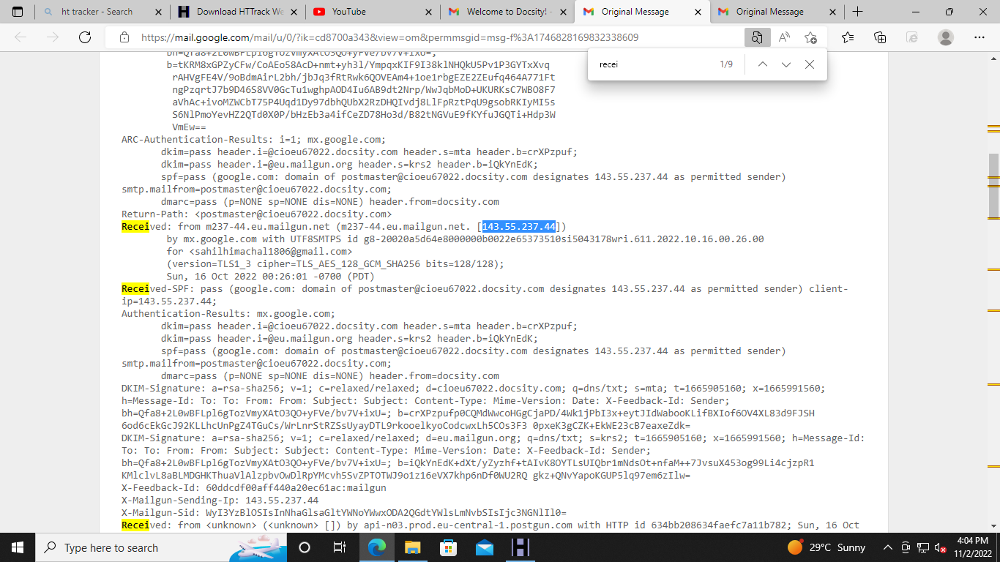 ht tracker - Search
Download HTTrack We
YouTube
Welcome to Docsity! -
Original Message
Original Message
https://mail.google.com/mail/u/0/?ik=cd8700a343&view=om&permmsgid=msg-f%3A1746828169832338609
recei 1/9
bh=Qfa8+2L0wBFLpl6gTozVmyXAtO3QO+yFVe/bv7V+ixU=;
b=tKRM8xGPZyCFw/CoAEo58AcD+nmt+yh3l/YmpqxKIF9I38klNHQkU5Pv1P3GYTxXvq
rAHVgFE4V/9oBdmAirL2bh/jbJq3fRtRwk6QOVEAm4+1oe1rbgEZE2ZEufq464A771Ft
ngPzqrtJ7b9D46S8VV0GcTu1wghpAOD4Iu6AB9dt2Nrp/WwJqbMoD+UKURKsC7WBO8F7
aVhAc+ivoMZWCbT75P4Uqd1Dy97dbhQUbX2RzDHQIvdj8LlFpRztPqU9gsobRKIyMI5s
S6NlPmoYevHZ2QTd0X0P/bHzEb3a4ifCeZD78Ho3d/B82tNGVuE9fKYfuJGQTi+Hdp3W
VmEw==
ARC-Authentication-Results: i=1; mx.google.com;
dkim=pass header.i=@cioeu67022.docsity.com header.s=mta header.b=crXPzpuf;
dkim=pass header.i=@eu.mailgun.org header.s=krs2 header.b=iQkYnEdK;
spf=pass (google.com: domain of postmaster@cioeu67022.docsity.com designates 143.55.237.44 as permitted sender)
smtp.mailfrom=postmaster@cioeu67022.docsity.com;
dmarc=pass (p=NONE sp=NONE dis=NONE) header.from=docsity.com
Return-Path: <postmaster@cioeu67022.docsity.com>
Received: from m237-44.eu.mailgun.net (m237-44.eu.mailgun.net. [143.55.237.44])
by mx.google.com with UTF8SMTPS id g8-20020a5d64e8000000b0022e65373510si5043178wri.611.2022.10.16.00.26.00
for <sahilhimachal1806@gmail.com>
(version=TLS1_3 cipher=TLS_AES_128_GCM_SHA256 bits=128/128);
Sun, 16 Oct 2022 00:26:01 -0700 (PDT)
Received-SPF: pass (google.com: domain of postmaster@cioeu67022.docsity.com designates 143.55.237.44 as permitted sender) client-
ip=143.55.237.44;
Authentication-Results: mx.google.com;
dkim=pass header.i=@cioeu67022.docsity.com header.s=mta header.b=crXPzpuf;
dkim=pass header.i=@eu.mailgun.org header.s=krs2 header.b=iQkYnEdK;
spf=pass (google.com: domain of postmaster@cioeu67022.docsity.com designates 143.55.237.44 as permitted sender)
smtp.mailfrom=postmaster@cioeu67022.docsity.com;
dmarc=pass (p=NONE sp=NONE dis=NONE) header.from=docsity.com
DKIM-Signature: a=rsa-sha256; v=1; c=relaxed/relaxed; d=cioeu67022.docsity.com; q=dns/txt; s=mta; t=1665905160; x=1665991560;
h=Message-Id: To: To: From: From: Subject: Subject: Content-Type: Mime-Version: Date: X-Feedback-Id: Sender;
bh=Qfa8+2L0wBFLpl6gTozVmyXAtO3QO+yFVe/bv7V+ixU=; b=crXPzpufp0CQMdWwcoHGgCjaPD/4Wk1jPbI3x+eytJIdWabooKLifBXIof6OV4XL83d9FJSH
6od6cEkGcJ92KLLhcUnPgZ4TGuCs/WrLnrStRZSsUyayDTL9rkooelkyoCodcwxLh5COs3F3 0pxeK3gCZK+EkWE23cB7eaxeZdk=
DKIM-Signature: a=rsa-sha256; v=1; c=relaxed/relaxed; d=eu.mailgun.org; q=dns/txt; s=krs2; t=1665905160; x=1665991560; h=Message-Id:
To: To: From: From: Subject: Subject: Content-Type: Mime-Version: Date: X-Feedback-Id: Sender;
bh=Qfa8+2L0wBFLpl6gTozVmyXAtO3QO+yFVe/bv7V+ixU=; b=iQkYnEdK+dXt/yZyzhf+tAIvK8OYTLsUIQbr1mNdsOt+nfaM++7JvsuX453og99Li4cjzpR1
KMlclvL8aBLMDGHKThuaVlAlzpbvOwDlRpYMcvh5SvZPTOTWJ9o1z16eVX7khp6nDf0WU2RQ gkz+QNvYapoKGUP5lq97em6zIlw=
X-Feedback-Id: 60ddcdf00aff440a20ec61ac:mailgun
X-Mailgun-Sending-Ip: 143.55.237.44
X-Mailgun-Sid: WyI3YzBlOSIsInNhaGlsaGltYWNoYWwxODA2QGdtYWlsLmNvbSIsIjc3NGNlIl0=
Received: from <unknown> (<unknown> []) by api-n03.prod.eu-central-1.postgun.com with HTTP id 634bb208634faefc7a11b782; Sun, 16 Oct
Type here to search
29°C Sunny
4:04 PM
11/2/2022